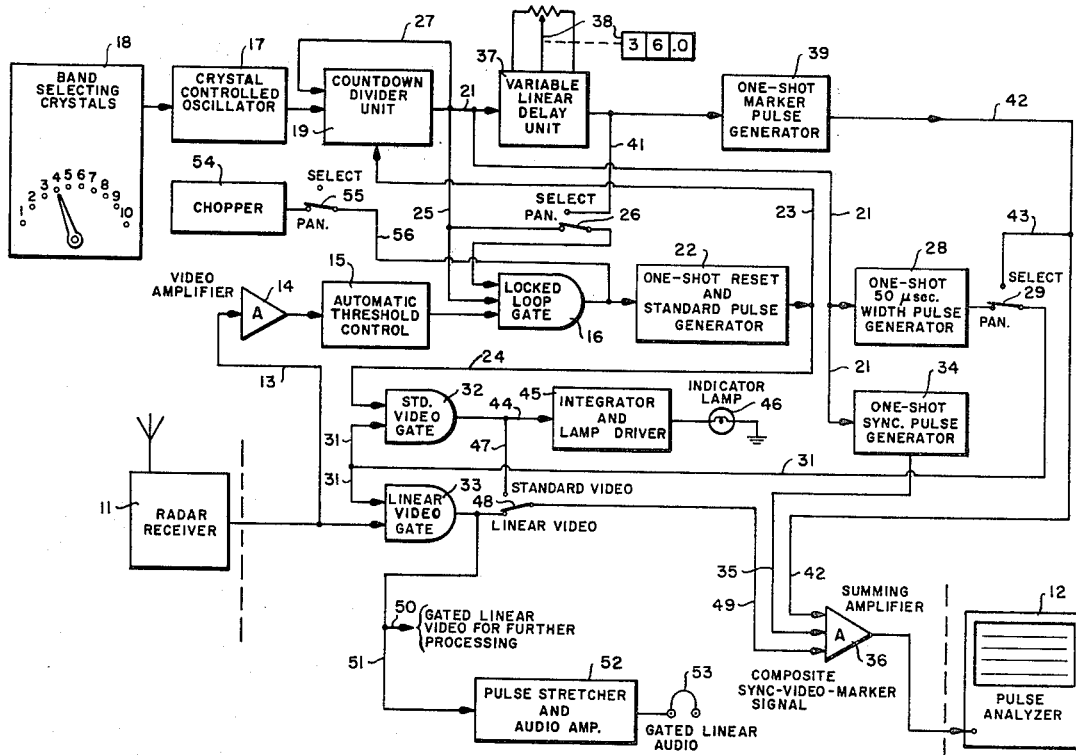 18
BAND
SELECTING
CRYSTALS
1 2 3 4 5 6 7 8 9 10
17
CRYSTAL
CONTROLLED
OSCILLATOR
27
COUNTDOWN
DIVIDER
UNIT
19
21
38
3 6 .0
37
VARIABLE
LINEAR
DELAY
UNIT
39
ONE-SHOT
MARKER
PULSE
GENERATOR
42
41
54
CHOPPER
SELECT
55
PAN.
56
25
SELECT
PAN.
26
23
21
43
VIDEO
AMPLIFIER
14
A
15
AUTOMATIC
THRESHOLD
CONTROL
LOCKED
LOOP
GATE
16
22
ONE-SHOT RESET
AND
STANDARD PULSE
GENERATOR
28
ONE-SHOT
50 μsec.
WIDTH PULSE
GENERATOR
SELECT
29
PAN.
13
24
21
32
STD.
VIDEO
GATE
44
45
INTEGRATOR
AND
LAMP DRIVER
INDICATOR
LAMP
46
34
ONE-SHOT
SYNC. PULSE
GENERATOR
31
31
47
31
11
RADAR
RECEIVER
33
LINEAR
VIDEO
GATE
STANDARD VIDEO
48
LINEAR VIDEO
35
42
49
SUMMING
AMPLIFIER
A
36
COMPOSITE
SYNC-VIDEO-MARKER
SIGNAL
12
PULSE
ANALYZER
50
GATED LINEAR
VIDEO FOR FURTHER
PROCESSING
51
52
PULSE STRETCHER
AND
AUDIO AMP.
53
GATED LINEAR
AUDIO